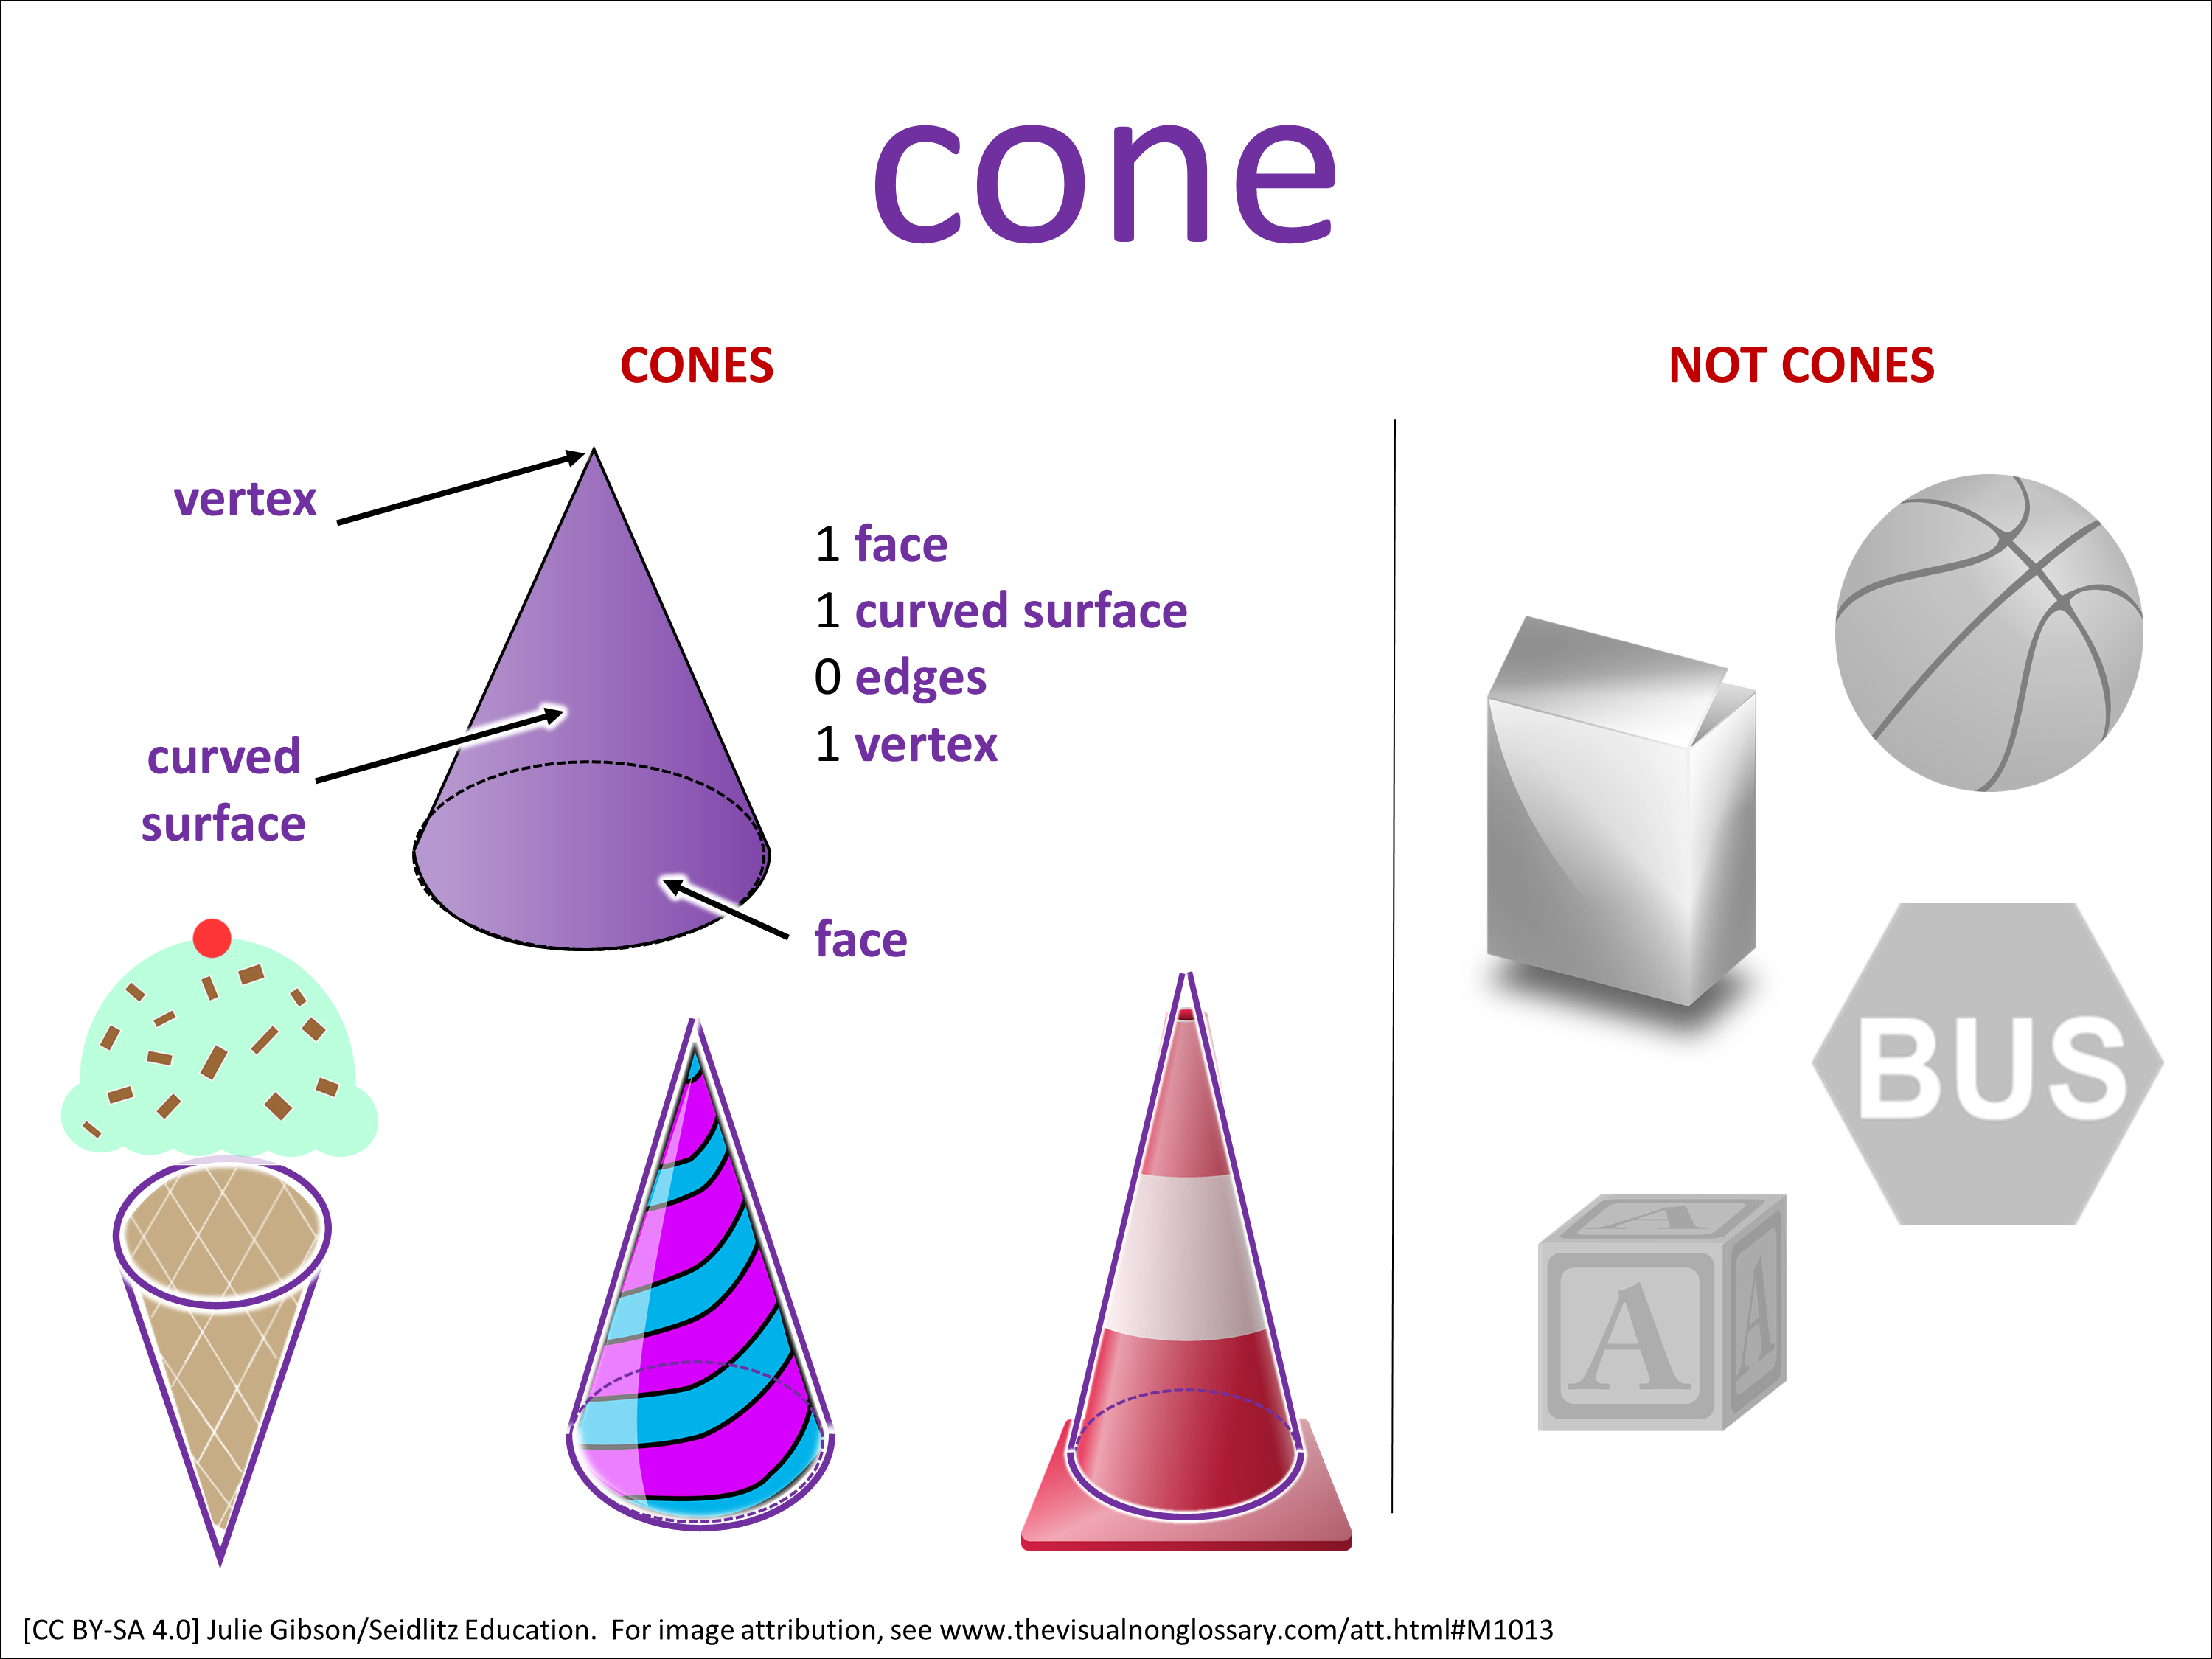 cone
CONES
NOT CONES
vertex
1 face
1 curved surface
0 edges
1 vertex
curved
surface
face
BUS
A
A
A
[CC BY-SA 4.0] Julie Gibson/Seidlitz Education.  For image attribution, see www.thevisualnonglossary.com/att.html#M1013